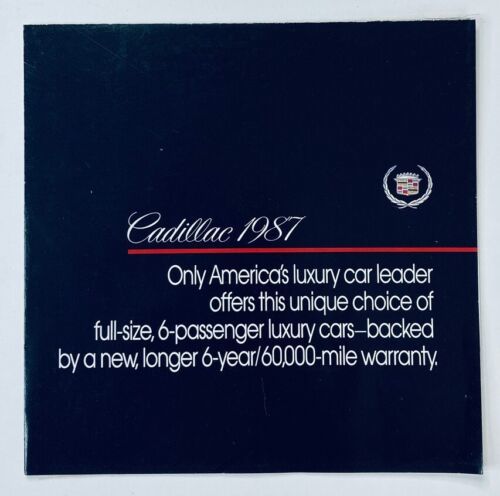 Cadillac 1987
Only America's luxury car leader
offers this unique choice of
full-size, 6-passenger luxury cars—backed
by a new, longer 6-year/60,000-mile warranty.